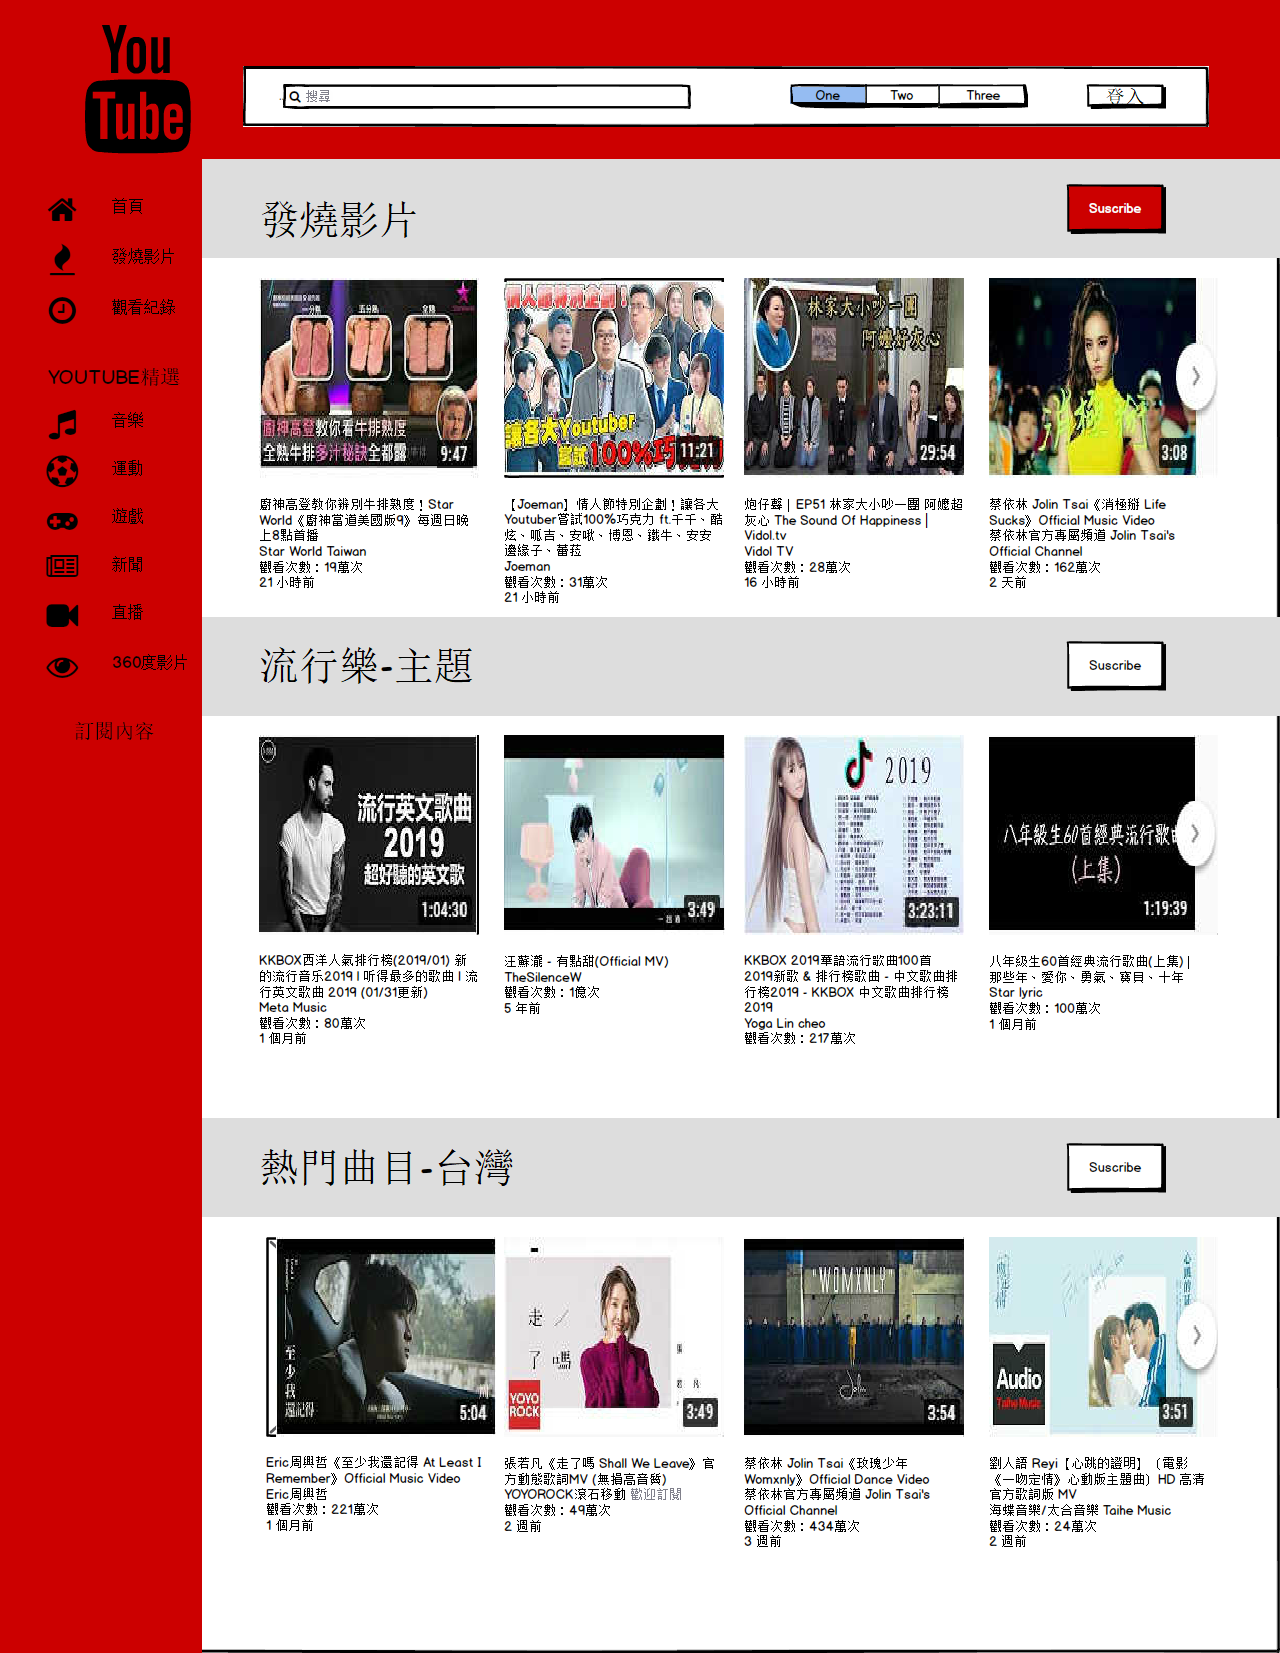 You
Tube
搜尋
One
Two
Three
登入
首頁
發燒影片
觀看紀錄
YOUTUBE精選
音樂
運動
遊戲
新聞
直播
360度影片
訂閱內容
發燒影片
Suscribe
一分熟
五分熟
全熟
廚神高登教你看牛排熟度
全熟牛排多汁秘訣全都露
9:47
廚神高登教你辨別牛排熟度！Star
World《廚神當道美國版9》每週日晚
上8點首播
Star World Taiwan
觀看次數：19萬次
21 小時前
情人節特別企劃！
讓各大Youtuber
嘗試100%巧克力
11:21
【Joeman】情人節特別企劃！讓各大
Youtuber嘗試100%巧克力 ft.千千、酷
炫、呱吉、安啾、博恩、鐵牛、安安
邊緣子、蕾菈
Joeman
觀看次數：31萬次
21 小時前
林家大小吵一團
阿嬤好灰心
29:54
炮仔聲 | EP51 林家大小吵一團 阿嬤超
灰心 The Sound Of Happiness |
Vidol.tv
Vidol TV
觀看次數：28萬次
16 小時前
消極掰
3:08
蔡依林 Jolin Tsai《消極掰 Life
Sucks》Official Music Video
蔡依林官方專屬頻道 Jolin Tsai's
Official Channel
觀看次數：162萬次
2 天前
流行樂-主題
Suscribe
流行英文歌曲
2019
超好聽的英文歌
1:04:30
KKBOX西洋人氣排行榜(2019/01) 新
的流行音乐2019 l 听得最多的歌曲 l 流
行英文歌曲 2019 (01/31更新)
Meta Music
觀看次數：80萬次
1 個月前
3:49
汪蘇瀧 - 有點甜(Official MV)
TheSilenceW
觀看次數：1億次
5 年前
2019
3:23:11
KKBOX 2019華語流行歌曲100首
2019新歌 & 排行榜歌曲 - 中文歌曲排
行榜2019 - KKBOX 中文歌曲排行榜
2019
Yoga Lin cheo
觀看次數：217萬次
八年級生60首經典流行歌曲
(上集)
1:19:39
八年級生60首經典流行歌曲(上集) |
那些年、愛你、勇氣、寶貝、十年
Star lyric
觀看次數：100萬次
1 個月前
熱門曲目-台灣
Suscribe
至少我還記得
5:04
Eric周興哲《至少我還記得 At Least I
Remember》Official Music Video
Eric周興哲
觀看次數：221萬次
1 個月前
走
了嗎
YOYO
ROCK
3:49
張若凡《走了嗎 Shall We Leave》官
方動態歌詞MV (無損高音質)
YOYOROCK滾石移動 歡迎訂閱
觀看次數：49萬次
2 週前
"WOMXNLY"
Jolin
3:54
蔡依林 Jolin Tsai《玫瑰少年
Womxnly》Official Dance Video
蔡依林官方專屬頻道 Jolin Tsai's
Official Channel
觀看次數：434萬次
3 週前
Audio
Taihe Music
3:51
劉人語 Reyi【心跳的證明】〔電影
《一吻定情》心動版主題曲〕HD 高清
官方歌詞版 MV
海蝶音樂/太合音樂 Taihe Music
觀看次數：24萬次
2 週前